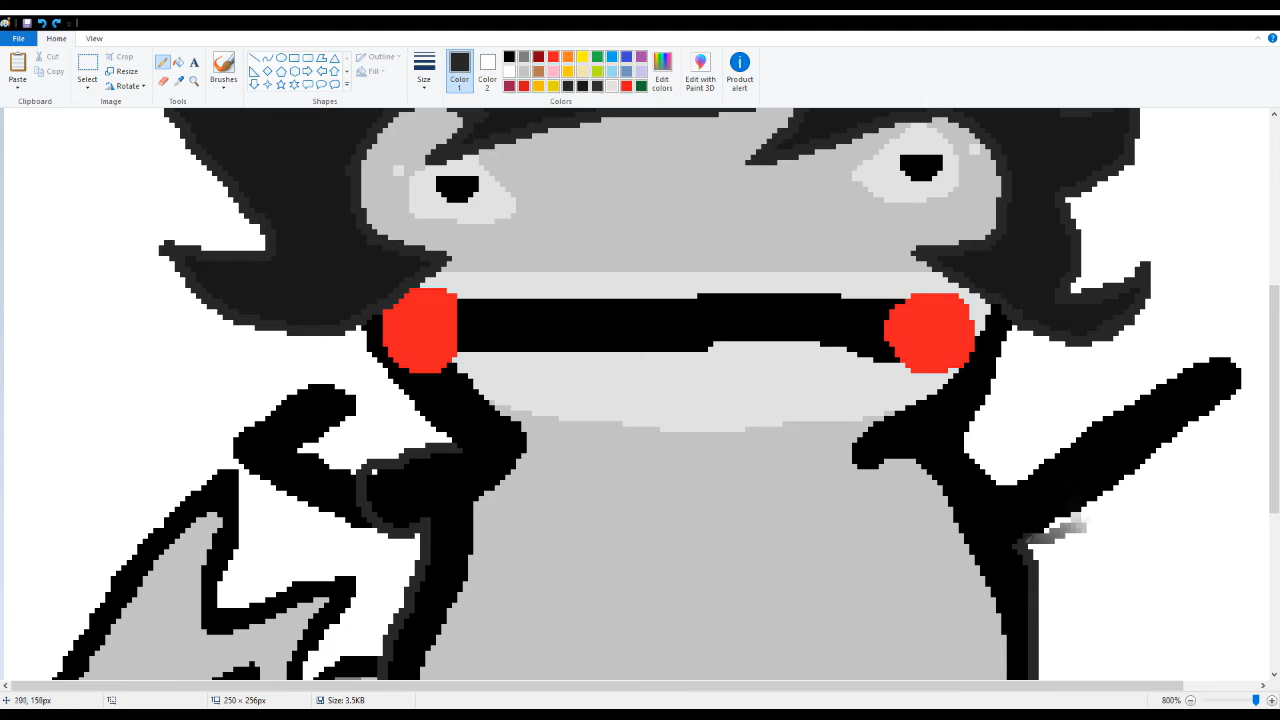 File Home View
Cut Crop Outline
Paste Copy Select Resize Rotate Brushes Fill Size Color 1 Color 2 Edit colors Edit with Paint 3D Product alert
Clipboard Image Tools Shapes Colors
250 × 256px Size: 3.5KB 800%